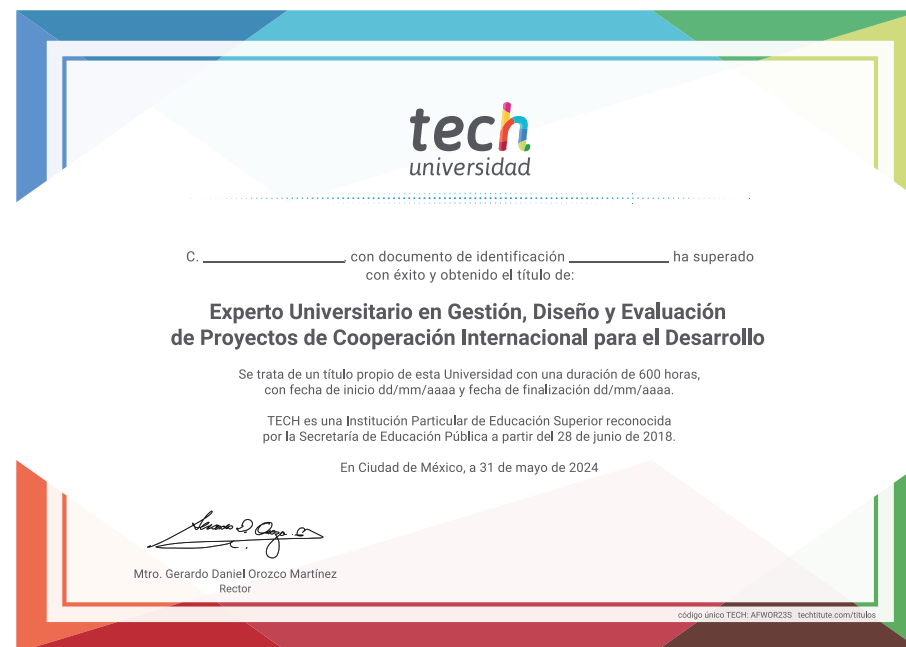 tech
universidad
C. ____________, con documento de identificación ____________ ha superado
con éxito y obtenido el título de:
Experto Universitario en Gestión, Diseño y Evaluación
de Proyectos de Cooperación Internacional para el Desarrollo
Se trata de un título propio de esta Universidad con una duración de 600 horas,
con fecha de inicio dd/mm/aaaa y fecha de finalización dd/mm/aaaa.
TECH es una Institución Particular de Educación Superior reconocida
por la Secretaría de Educación Pública a partir del 28 de junio de 2018.
En Ciudad de México, a 31 de mayo de 2024
Mtro. Gerardo Daniel Orozco Martínez
Rector
código único TECH: AFWOR23S techtitute.com/titulos